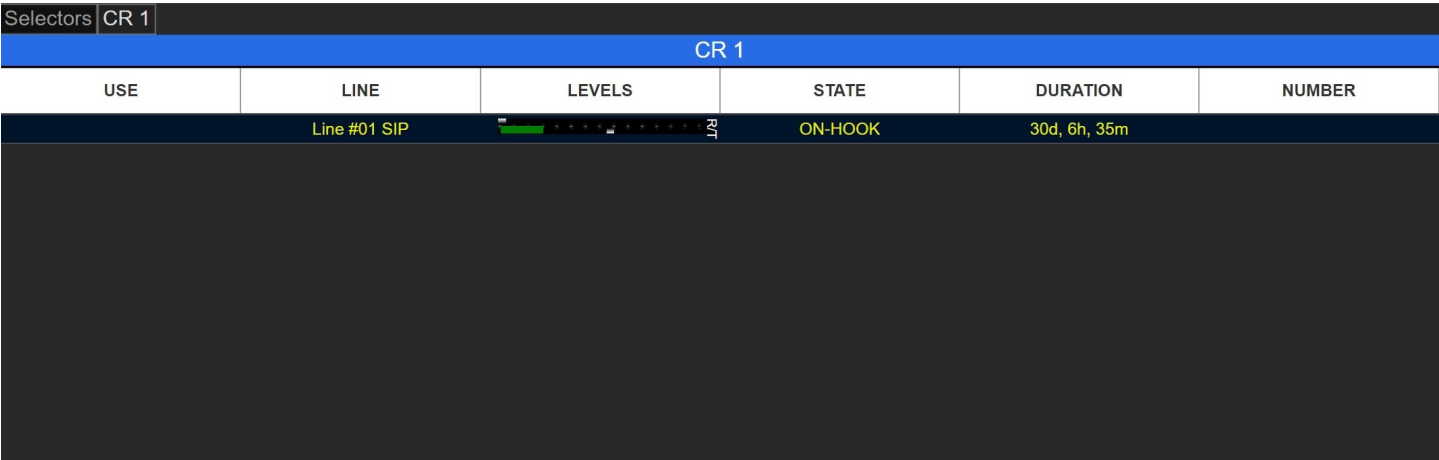 Selectors CR 1
CR 1
USE LINE LEVELS STATE DURATION NUMBER
Line #01 SIP R/T ON-HOOK 30d, 6h, 35m